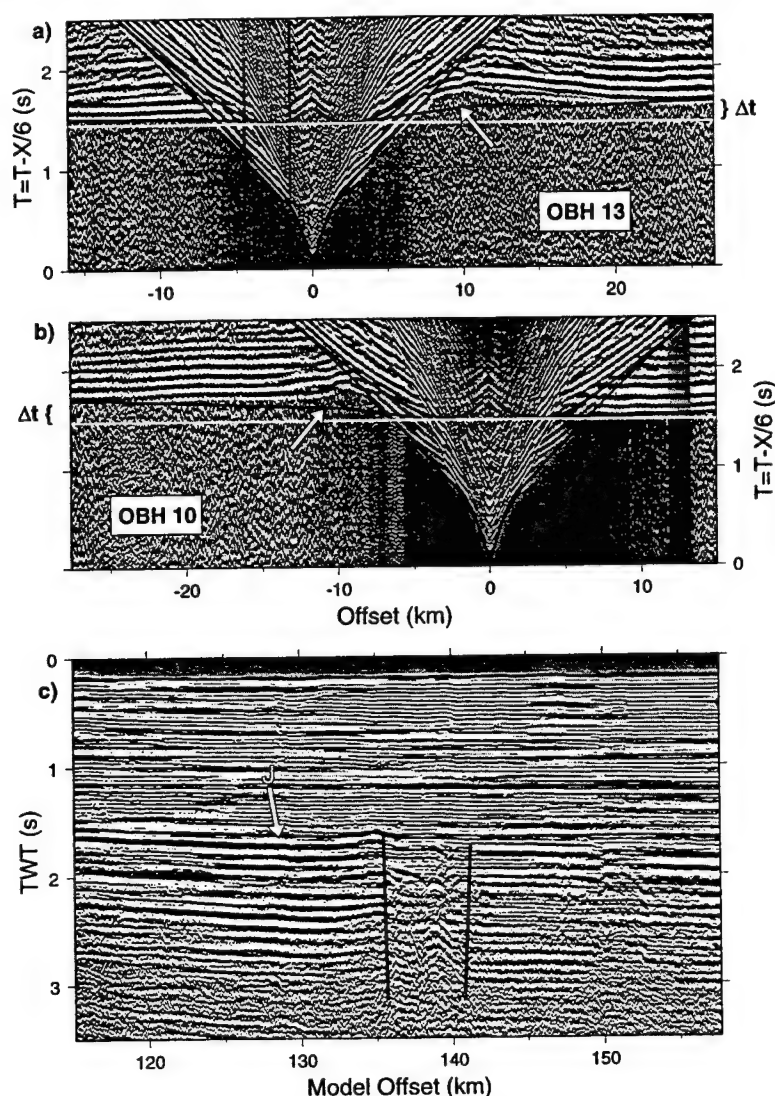 a)
T=T-X/6 (s)
2
1
0
} Δt
OBH 13
-10
0
10
20
b)
Δt {
OBH 10
2
1
0
T=T-X/6 (s)
-20
-10
0
10
Offset (km)
c)
0
1
2
3
TWT (s)
J
120
130
140
150
Model Offset (km)